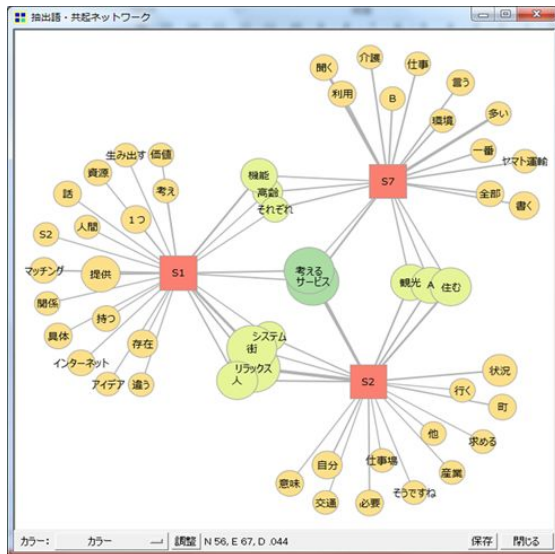 抽出語・共起ネットワーク
介護
仕事
聞く
利用
B
言う
環境
多い
一番
ヤマト運輸
全部
書く
S7
生み出す
価値
資源
考え
話
1つ
人間
S2
マッチング
提供
関係
持つ
具体
存在
インターネット
アイデア
違う
S1
機能
高齢
それぞれ
考える
サービス
観光
A
住む
システム
街
リラックス
人
S2
状況
行く
町
他
求める
仕事場
産業
自分
そうですね
意味
交通
必要
カラー: カラー 調整 N 56, E 67, D .044 保存 閉じる